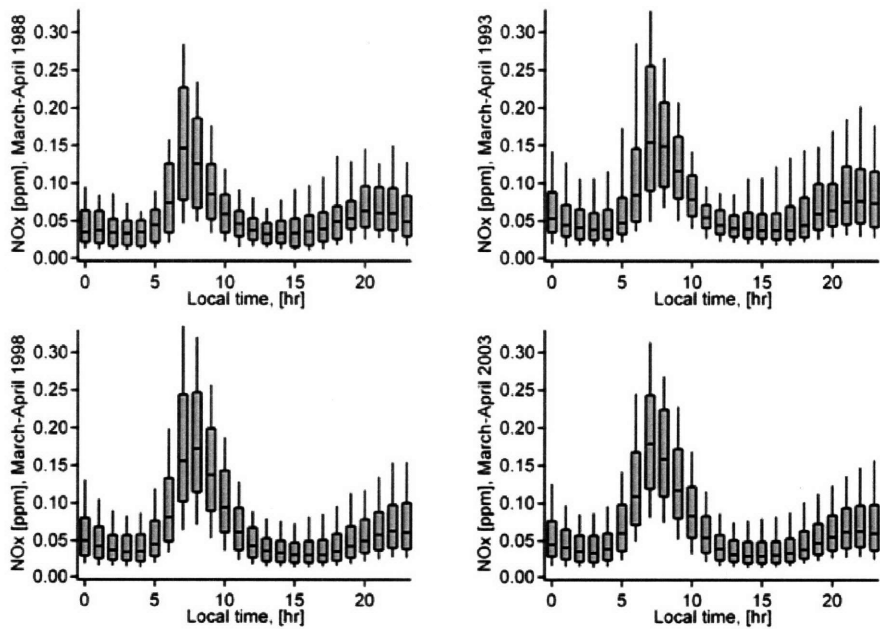 NOx [ppm], March-April 1988
0.30
0.25
0.20
0.15
0.10
0.05
0.00
0 5 10 15 20
Local time, [hr]
NOx [ppm], March-April 1993
0.30
0.25
0.20
0.15
0.10
0.05
0.00
0 5 10 15 20
Local time, [hr]
NOx [ppm], March-April 1998
0.30
0.25
0.20
0.15
0.10
0.05
0.00
0 5 10 15 20
Local time, [hr]
NOx [ppm], March-April 2003
0.30
0.25
0.20
0.15
0.10
0.05
0.00
0 5 10 15 20
Local time, [hr]